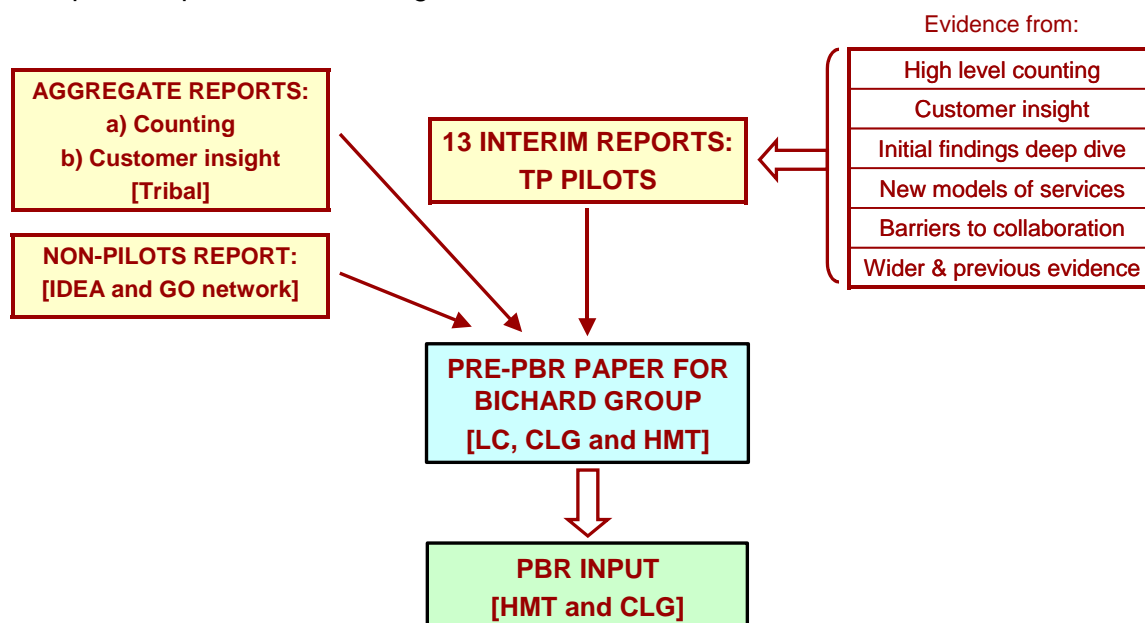 Evidence from:
AGGREGATE REPORTS:
a) Counting
b) Customer insight
[Tribal]
NON-PILOTS REPORT:
[IDEA and GO network]
13 INTERIM REPORTS:
TP PILOTS
High level counting
Customer insight
Initial findings deep dive
New models of services
Barriers to collaboration
Wider & previous evidence
PRE-PBR PAPER FOR
BICHARD GROUP
[LC, CLG and HMT]
PBR INPUT
[HMT and CLG]